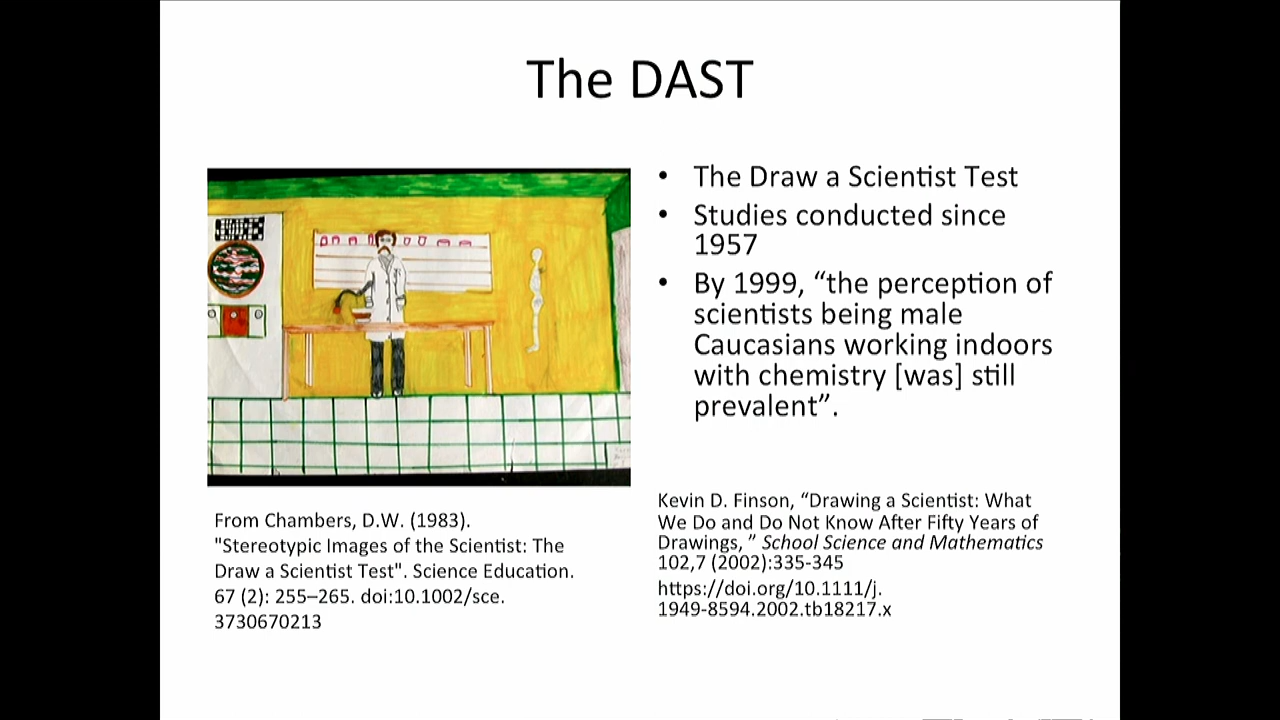 The DAST
• The Draw a Scientist Test
• Studies conducted since
1957
• By 1999, “the perception of
scientists being male
Caucasians working indoors
with chemistry [was] still
prevalent”.
From Chambers, D.W. (1983).
"Stereotypic Images of the Scientist: The
Draw a Scientist Test". Science Education.
67 (2): 255–265. doi:10.1002/sce.
3730670213
Kevin D. Finson, “Drawing a Scientist: What
We Do and Do Not Know After Fifty Years of
Drawings, ” School Science and Mathematics
102,7 (2002):335-345
https://doi.org/10.1111/j.
1949-8594.2002.tb18217.x